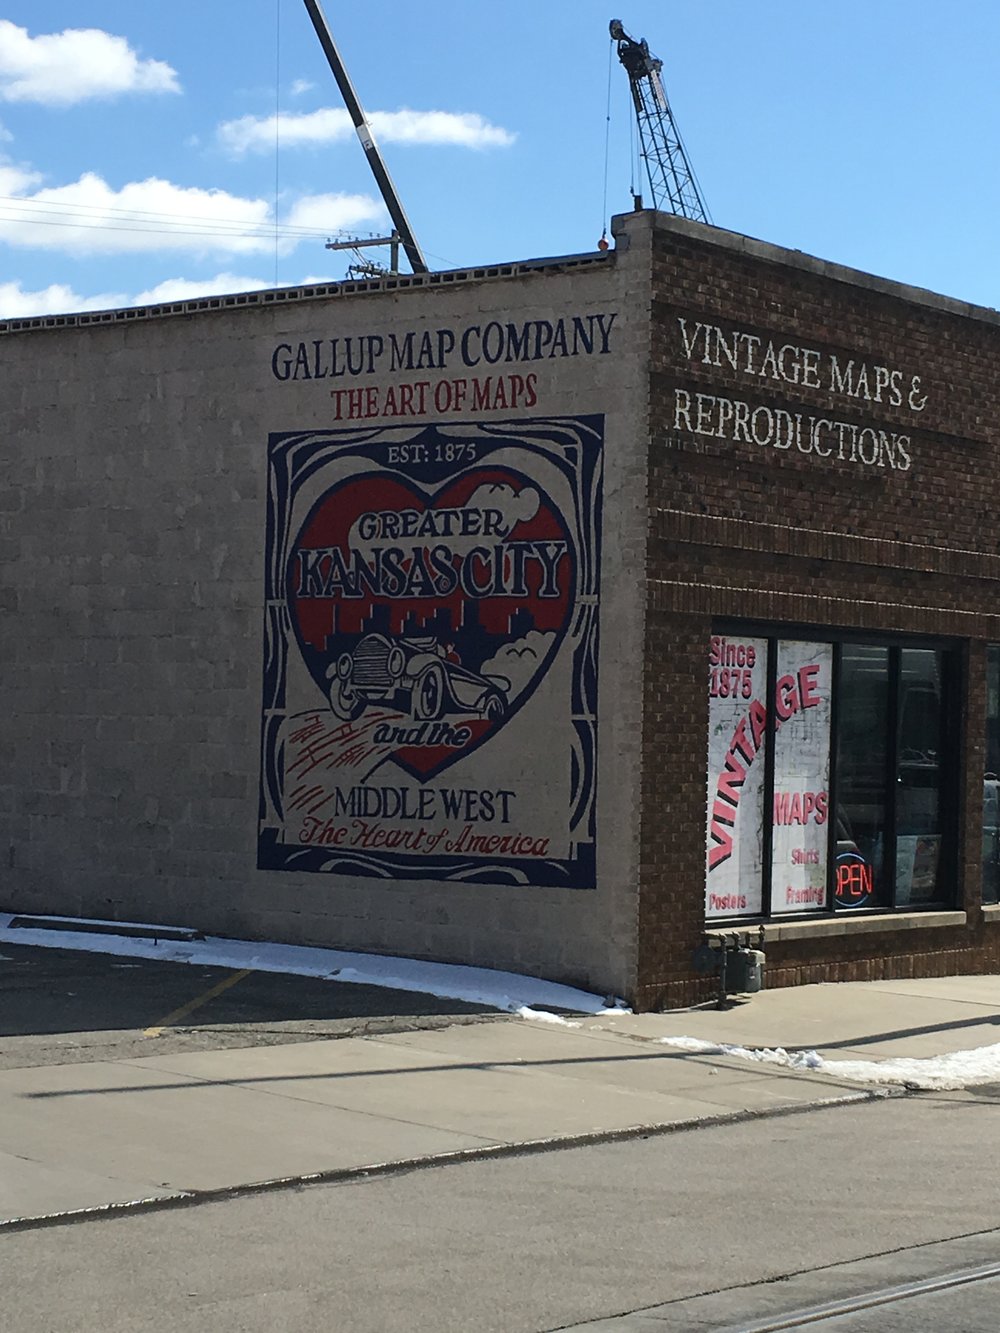 GALLUP MAP COMPANY
THE ART OF MAPS
EST: 1875
GREATER
KANSAS CITY
and the
MIDDLE WEST
The Heart of America
VINTAGE MAPS &
REPRODUCTIONS
Since
1875
VINTAGE
MAPS
Shirts
Posters Framing
OPEN